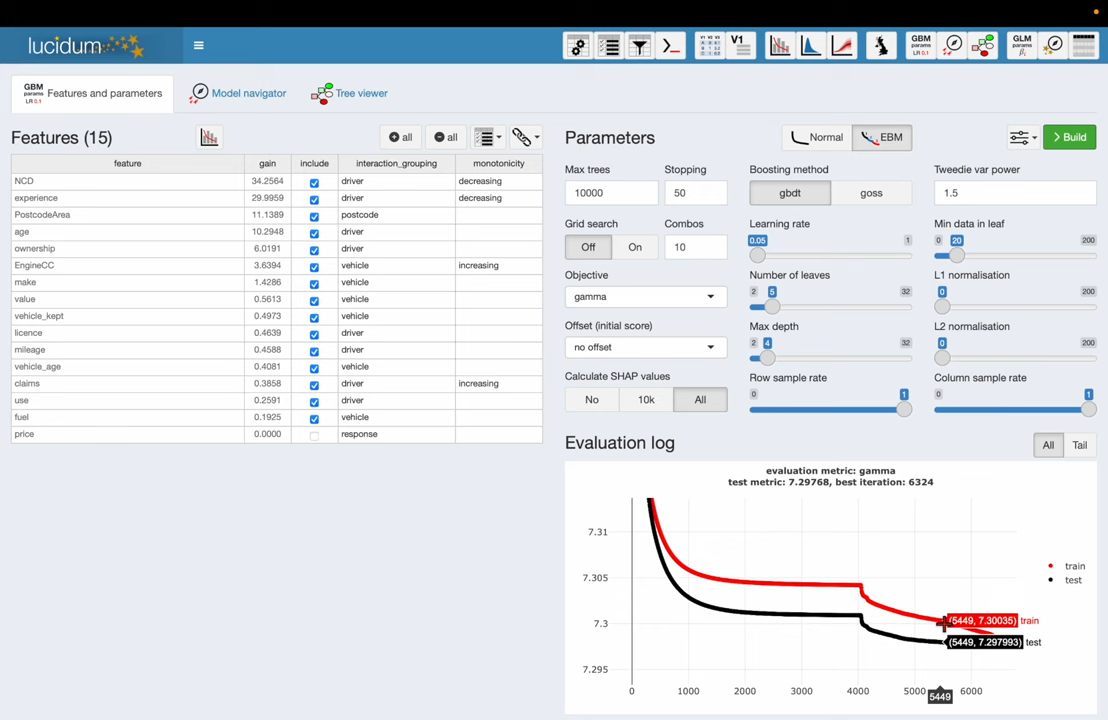 lucidum
V1 V2 V3
V1
GBM
params
LR 0.1
GLM
params
β
GBM
params
LR 0.1
Features and parameters
Model navigator
Tree viewer
Features (15)
all
all
Parameters
Normal
EBM
Build
feature gain include interaction_grouping monotonicity
NCD 34.2564 driver decreasing
experience 29.9959 driver decreasing
PostcodeArea 11.1389 postcode
age 10.2948 driver
ownership 6.0191 driver
EngineCC 3.6394 vehicle increasing
make 1.4286 vehicle
value 0.5613 vehicle
vehicle_kept 0.4973 vehicle
licence 0.4639 driver
mileage 0.4588 driver
vehicle_age 0.4081 vehicle
claims 0.3858 driver increasing
use 0.2591 driver
fuel 0.1925 vehicle
price 0.0000 response
Max trees Stopping
10000 50
Grid search Combos
Off On 10
Objective
gamma
Offset (initial score)
no offset
Calculate SHAP values
No 10k All
Boosting method
gbdt goss
Learning rate
0.05 1
Number of leaves
2 5 32
Max depth
2 4 32
Row sample rate
0 1
Tweedie var power
1.5
Min data in leaf
0 20 200
L1 normalisation
0 200
L2 normalisation
0 200
Column sample rate
0 1
Evaluation log
All Tail
evaluation metric: gamma
test metric: 7.29768, best iteration: 6324
7.31
7.305
7.3
7.295
0 1000 2000 3000 4000 5000 5449 6000
(5449, 7.30035) train
(5449, 7.297993) test
train
test